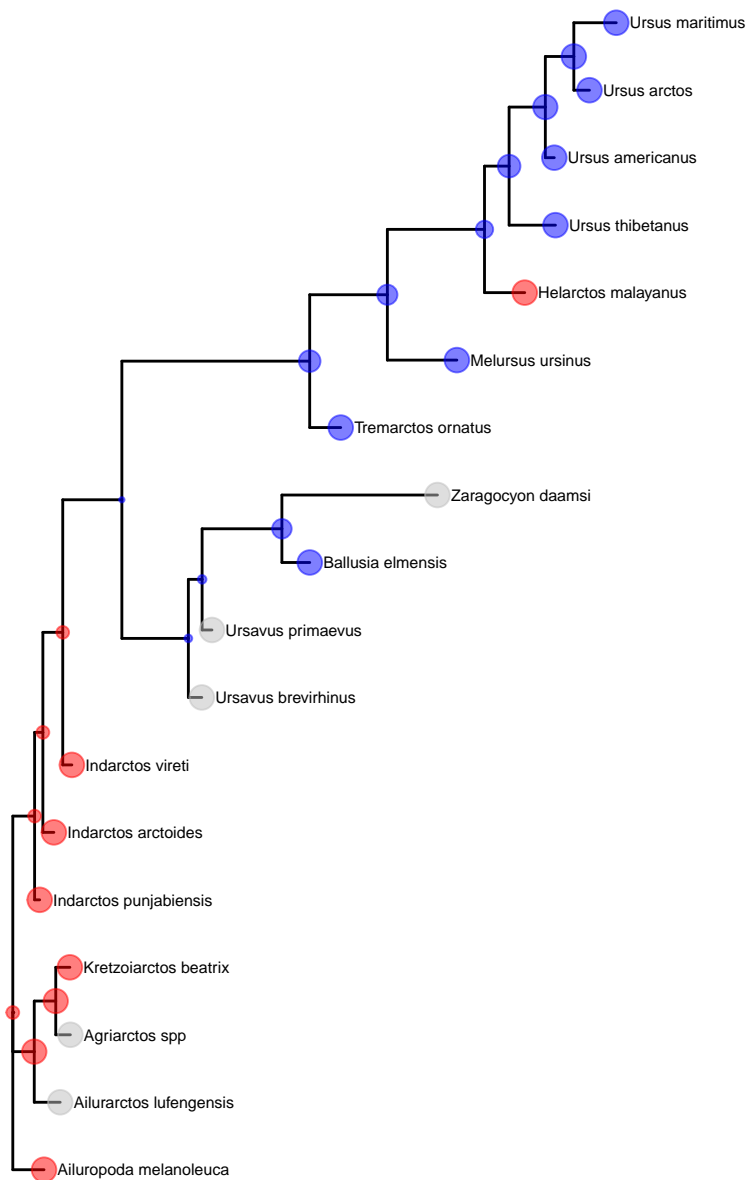 Ursus maritimus
Ursus arctos
Ursus americanus
Ursus thibetanus
Helarctos malayanus
Melursus ursinus
Tremarctos ornatus
Zaragocyon daamsi
Ballusia elmensis
Ursavus primaevus
Ursavus brevirhinus
Indarctos vireti
Indarctos arctoides
Indarctos punjabiensis
Kretzoiarctos beatrix
Agriarctos spp
Ailurarctos lufengensis
Ailuropoda melanoleuca